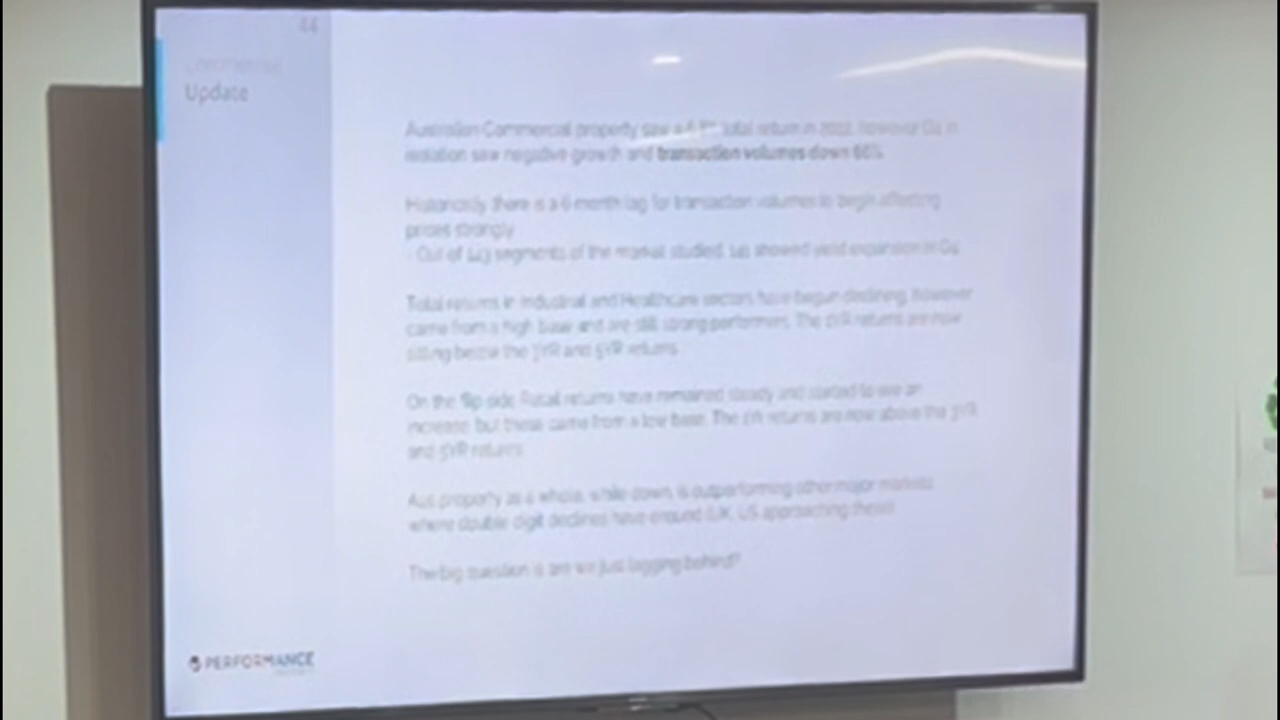 44
Commercial
Update
Australian Commercial property saw a total return in 2022, however Q4 in
isolation saw negative growth and transaction volumes down
Historically there is a 6 month lag for transaction volumes to begin affecting
prices strongly
- Out of segments of the market studied, showed yield expansion in Q4
Total returns in Industrial and Healthcare sectors have begun declining, however
came from a high base and are still strong performers. The returns are now
sitting below the 3YR and 5YR returns
On the flip side Retail returns have remained steady and started to see an
increase, but these came from a low base. The returns are now above the 3YR
and 5YR returns
Aus property as a whole, while down, is outperforming other major markets
where double digit declines have (UK, US approaching these)
The big question is are we just lagging behind?
PERFORMANCE